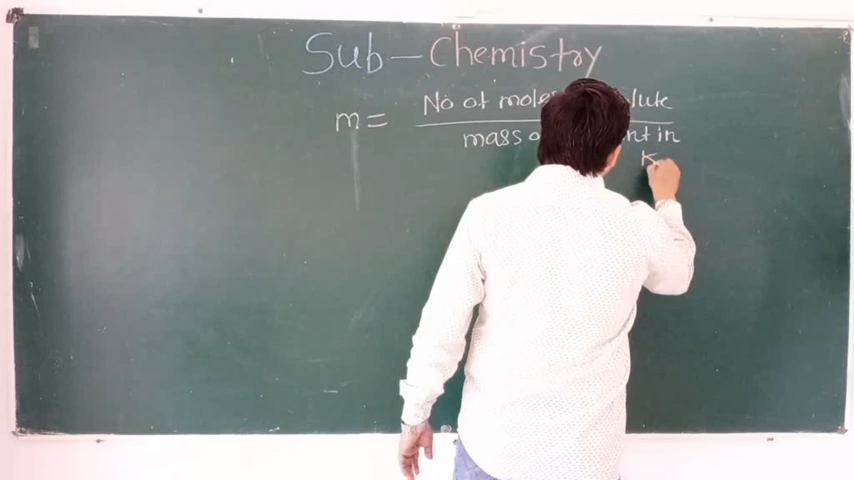 Sub-Chemistry
m = No of moles
mass in
K